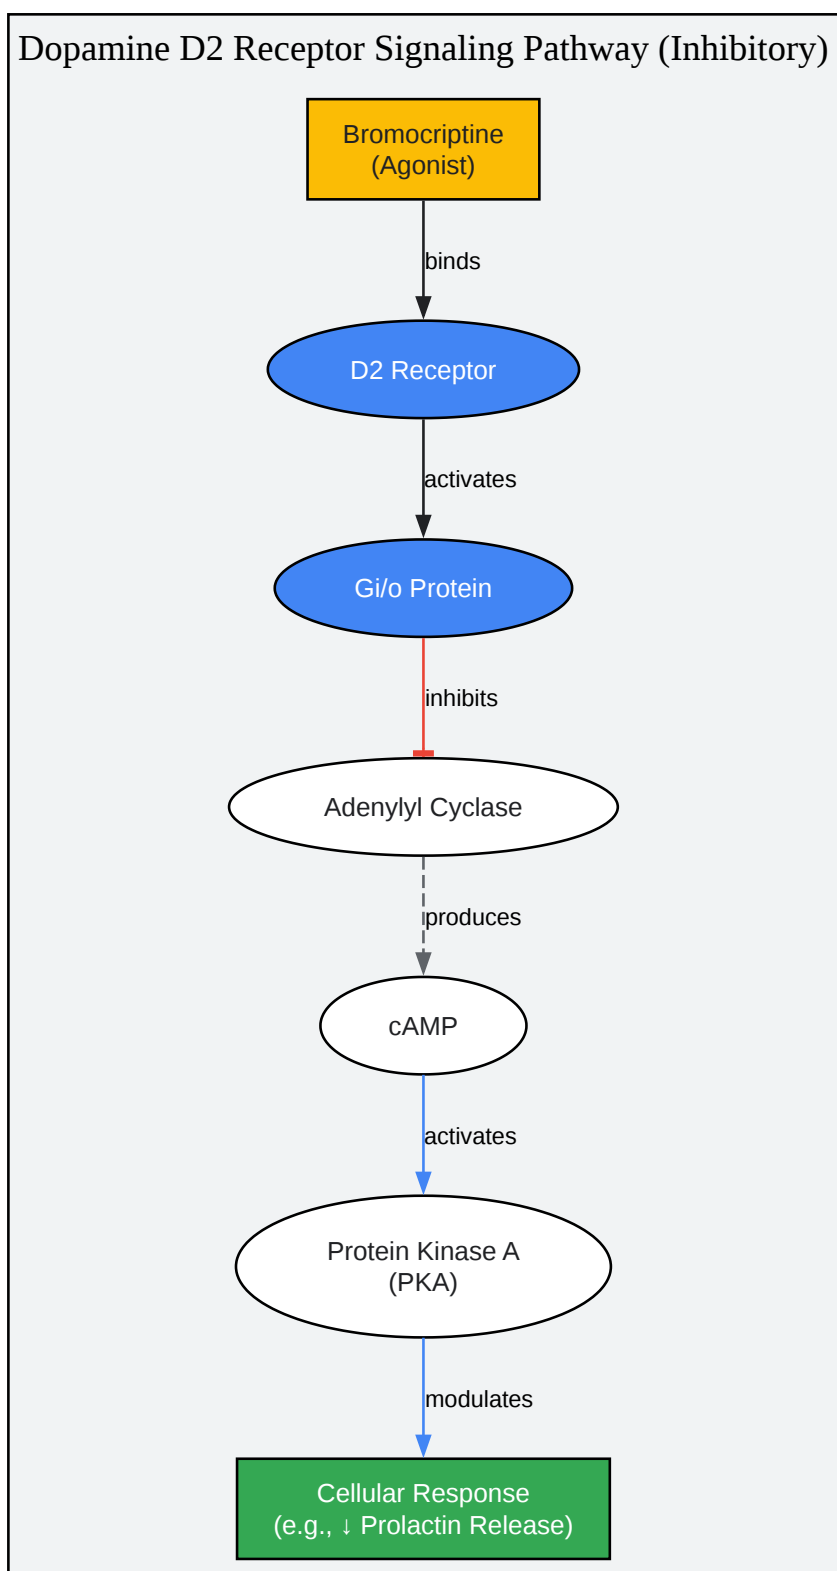 Dopamine D2 Receptor Signaling Pathway (Inhibitory)
Bromocriptine
(Agonist)
binds
D2 Receptor
activates
Gi/o Protein
inhibits
Adenylyl Cyclase
produces
cAMP
activates
Protein Kinase A
(PKA)
modulates
Cellular Response
(e.g., ↓ Prolactin Release)